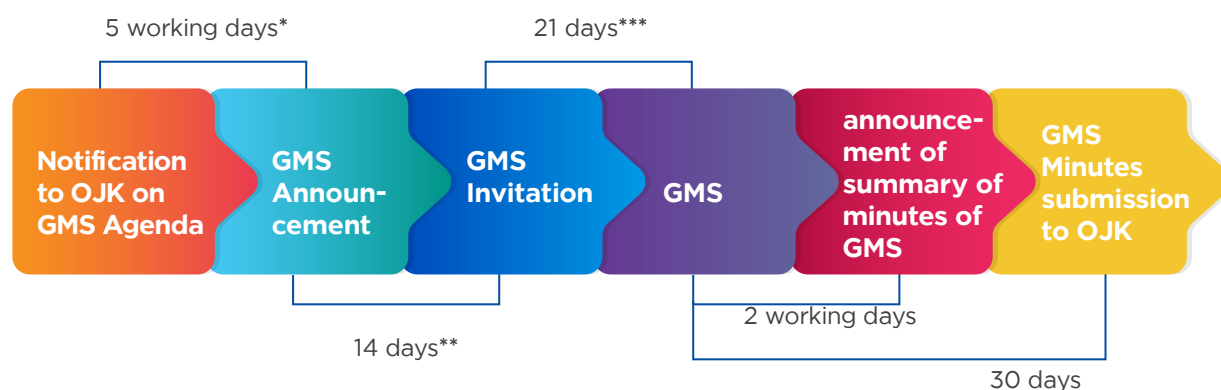 5 working days*
21 days***
Notification
to OJK on
GMS Agenda
GMS
Announ-
cement
GMS
Invitation
GMS
announce-
ment of
summary of
minutes of
GMS
GMS
Minutes
submission
to OJK
14 days**
2 working days
30 days